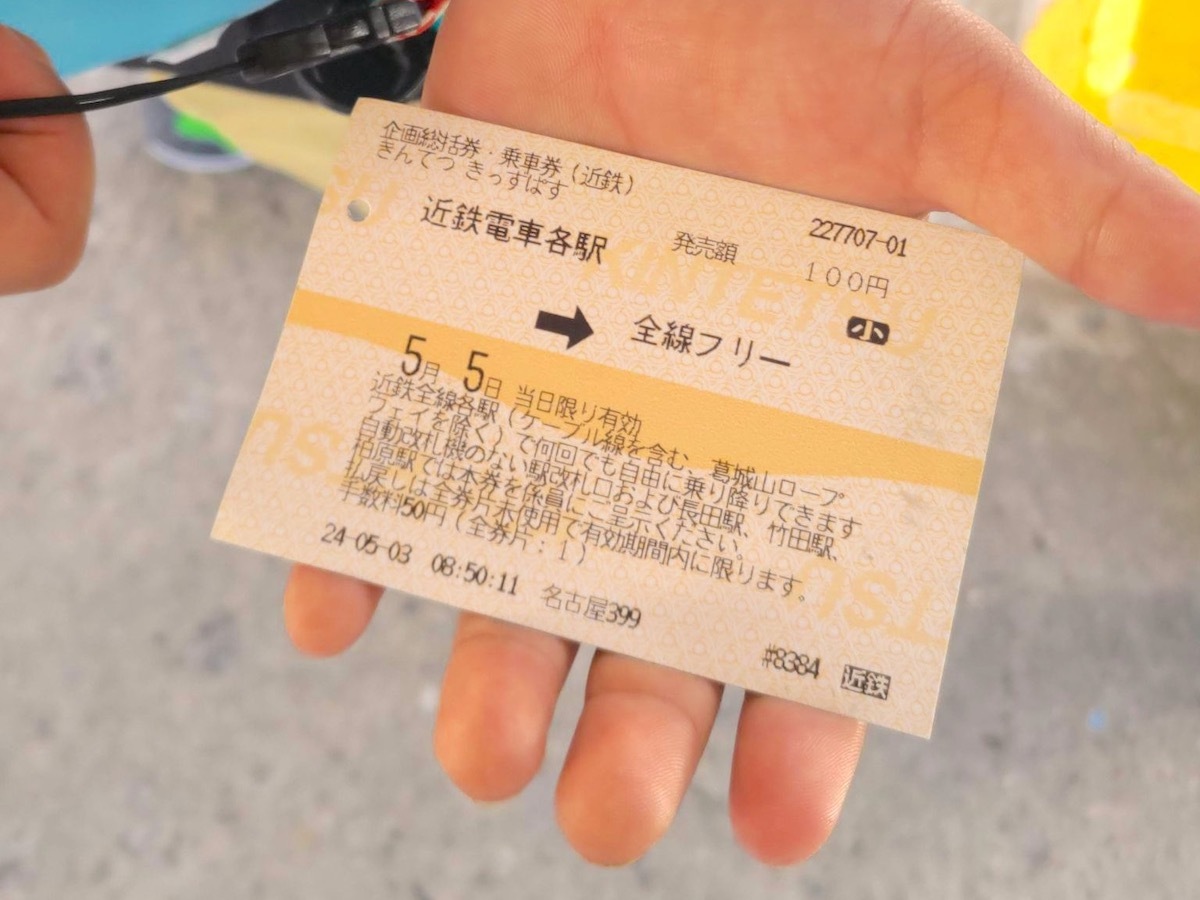 企画総括券・乗車券（近鉄）
きんてつ きっずぱす
227707-01
近鉄電車各駅
発売額 100円
➡ 全線フリー 小
5月 5日 当日限り有効
近鉄全線各駅（ケーブル線を含む、葛城山ロープ
ウェイを除く）で何回でも自由に乗り降りできます
自動改札機のない駅改札口および長田駅、竹田駅、
柏原駅では本券を係員にご呈示ください。
払戻しは全券片未使用で有効期間内に限ります。
手数料50円（全券片：1）
24-05-03 08:50:11 名古屋399
#8384 近鉄
KINTETSU
SU
TSU
TSU